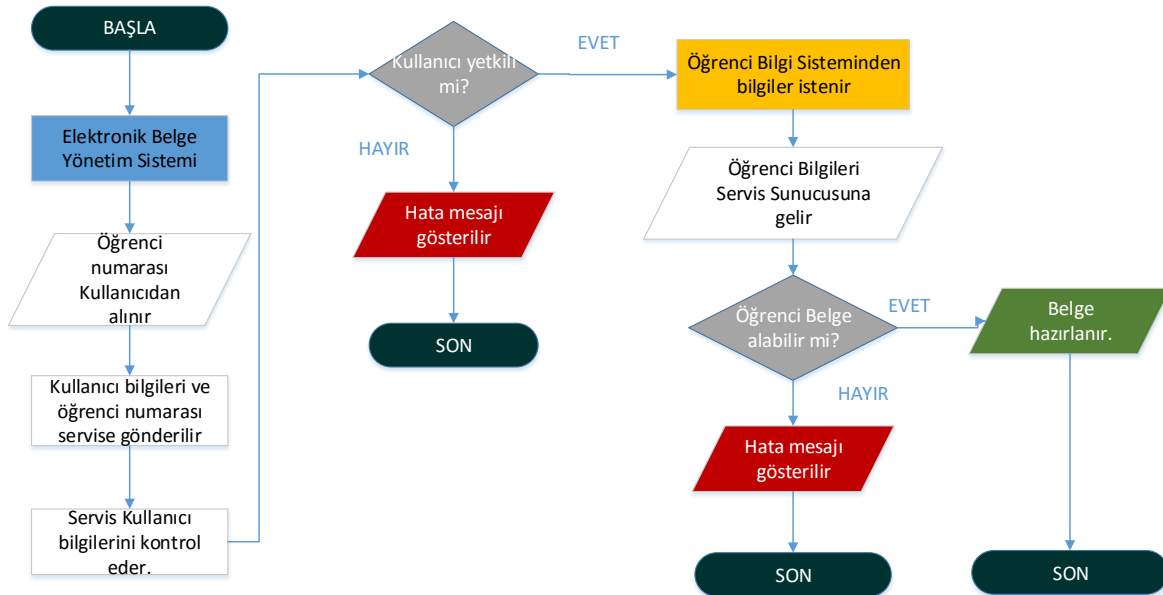 BAŞLA
Elektronik Belge
Yönetim Sistemi
Öğrenci
numarası
Kullanıcıdan
alınır
Kullanıcı bilgileri ve
öğrenci numarası
servise gönderilir
Servis Kullanıcı
bilgilerini kontrol
eder.
Kullanıcı yetkili
mi?
EVET
HAYIR
Hata mesajı
gösterilir
SON
Öğrenci Bilgi Sisteminden
bilgiler istenir
Öğrenci Bilgileri
Servis Sunucusuna
gelir
Öğrenci Belge
alabilir mi?
EVET
HAYIR
Hata mesajı
gösterilir
SON
Belge
hazırlanır.
SON